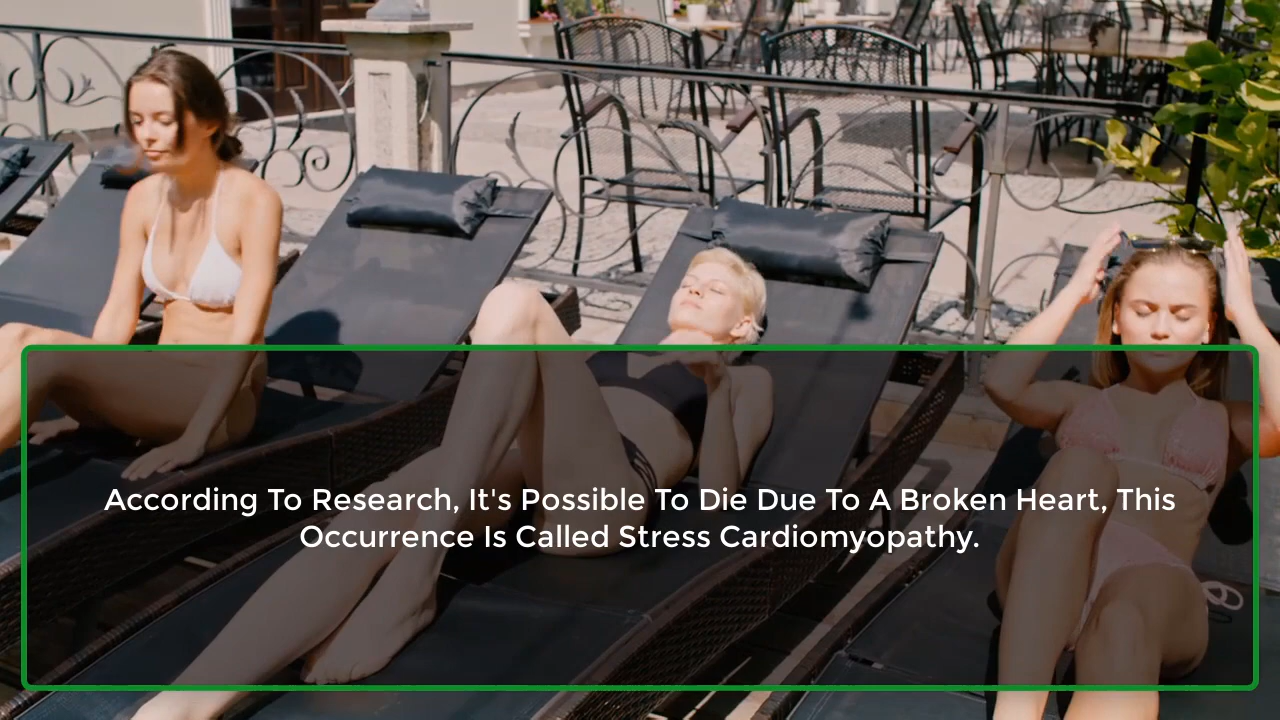 According To Research, It's Possible To Die Due To A Broken Heart, This
Occurrence Is Called Stress Cardiomyopathy.